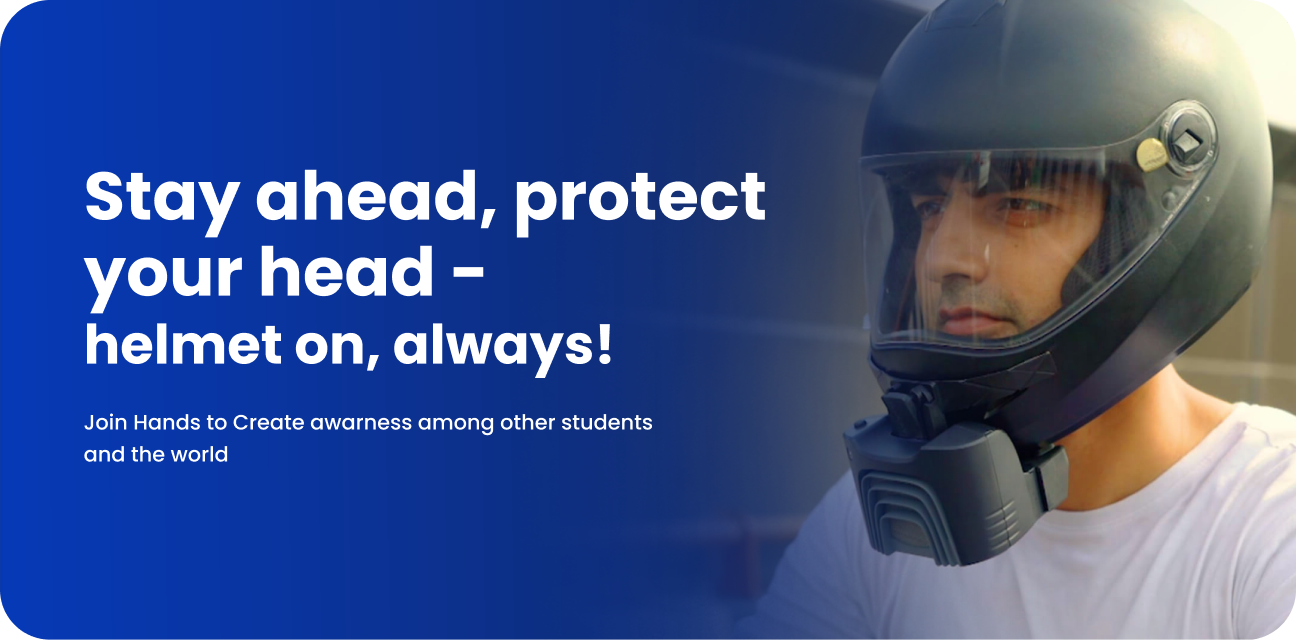 Stay ahead, protect
your head -
helmet on, always!
Join Hands to Create awarness among other students
and the world